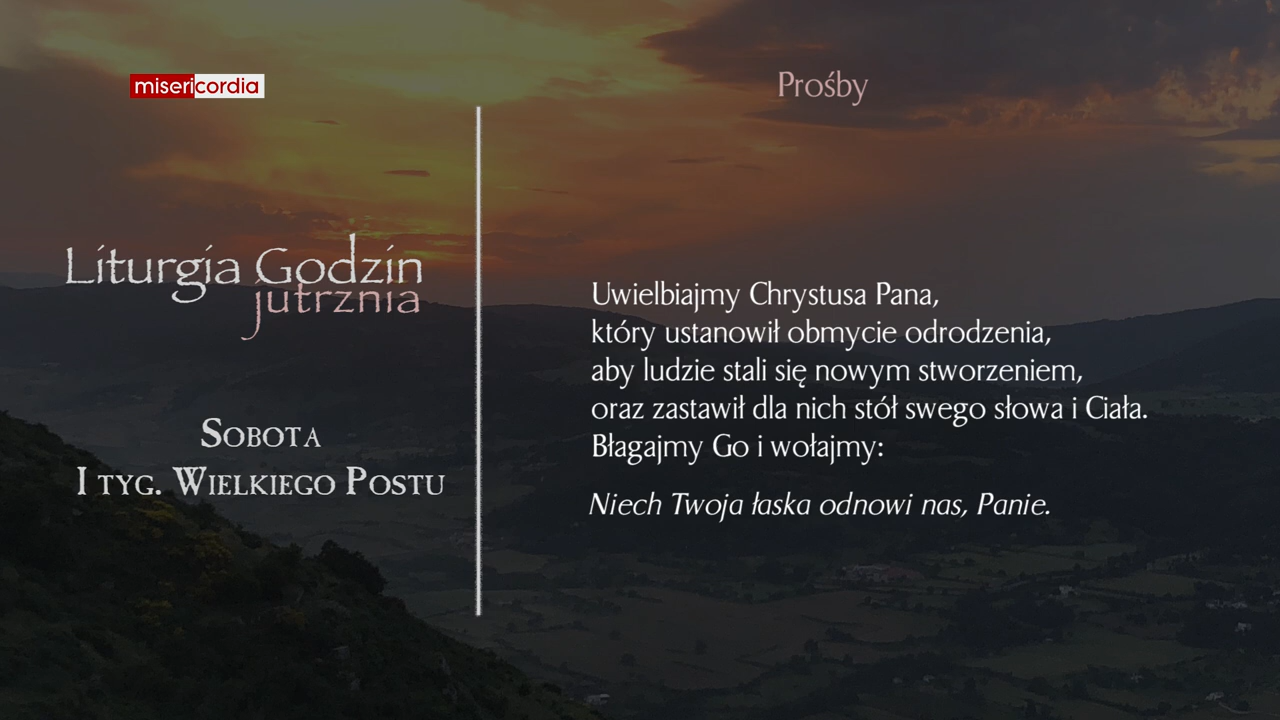 misericordia
Liturgia Godzin
jutrznia
Sobota
I tyg. Wielkiego Postu
Prośby
Uwielbiajmy Chrystusa Pana,
który ustanowił obmycie odrodzenia,
aby ludzie stali się nowym stworzeniem,
oraz zastawił dla nich stół swego słowa i Ciała.
Błagajmy Go i wołajmy:
Niech Twoja łaska odnowi nas, Panie.